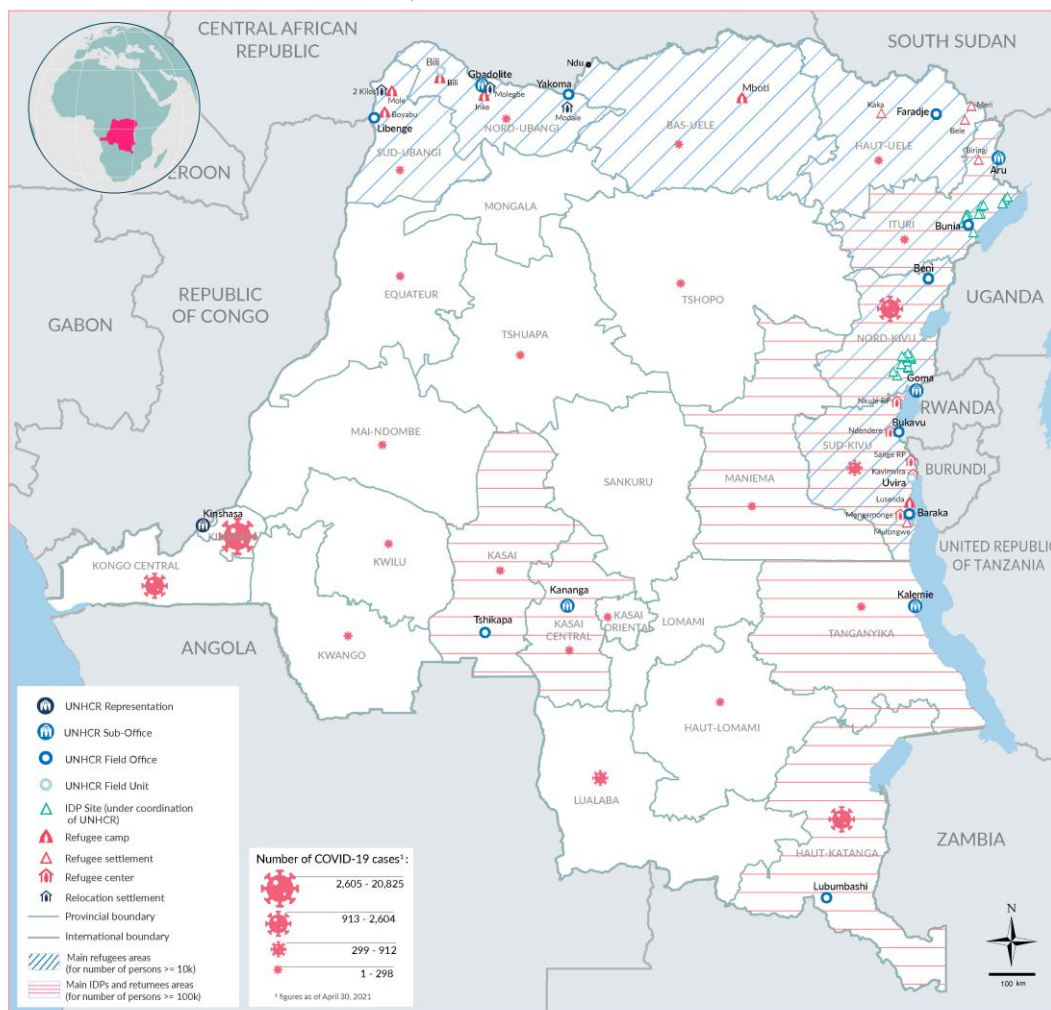 CENTRAL AFRICAN
REPUBLIC
SOUTH SUDAN
Ndu
Bili
Bili
Gbadolite
Molegbe
Inke
Yakoma
Modale
2 Kilos
Mole
Boyabu
Libenge
NORD-UBANGI
SUD-UBANGI
Mboti
BAS-UELE
Kaka
Faradje
Meri
Bele
HAUT-UELE
Biringi
Aru
EROON
MONGALA
ITURI
Bunia
Beni
EQUATEUR
TSHOPO
REPUBLIC
OF CONGO
GABON
UGANDA
TSHUAPA
NORD-KIVU
Goma
Nkubi RP
RWANDA
Ndendere
Bukavu
SUD-KIVU
MAI-NDOMBE
Sange RP
Kavimvira
BURUNDI
Uvira
SANKURU
MANIEMA
Lusenda
Baraka
Mongemonge
Mulongwe
Kinshasa
KONGO CENTRAL
KWILU
KASAI
UNITED REPUBLIC
OF TANZANIA
Kananga
Kalemie
KASAI
ORIENTAL
LOMAMI
Tshikapa
KASAI
CENTRAL
TANGANYIKA
ANGOLA
KWANGO
HAUT-LOMAMI
LUALABA
HAUT-KATANGA
ZAMBIA
Lubumbashi
UNHCR Representation
UNHCR Sub-Office
UNHCR Field Office
UNHCR Field Unit
IDP Site (under coordination
of UNHCR)
Refugee camp
Refugee settlement
Refugee center
Relocation settlement
Provincial boundary
International boundary
Main refugees areas
(for number of persons >= 10k)
Main IDPs and returnees areas
(for number of persons >= 100k)
Number of COVID-19 cases¹ :
2,605 - 20,825
913 - 2,604
299 - 912
1 - 298
¹ figures as of April 30, 2021
N
100 km